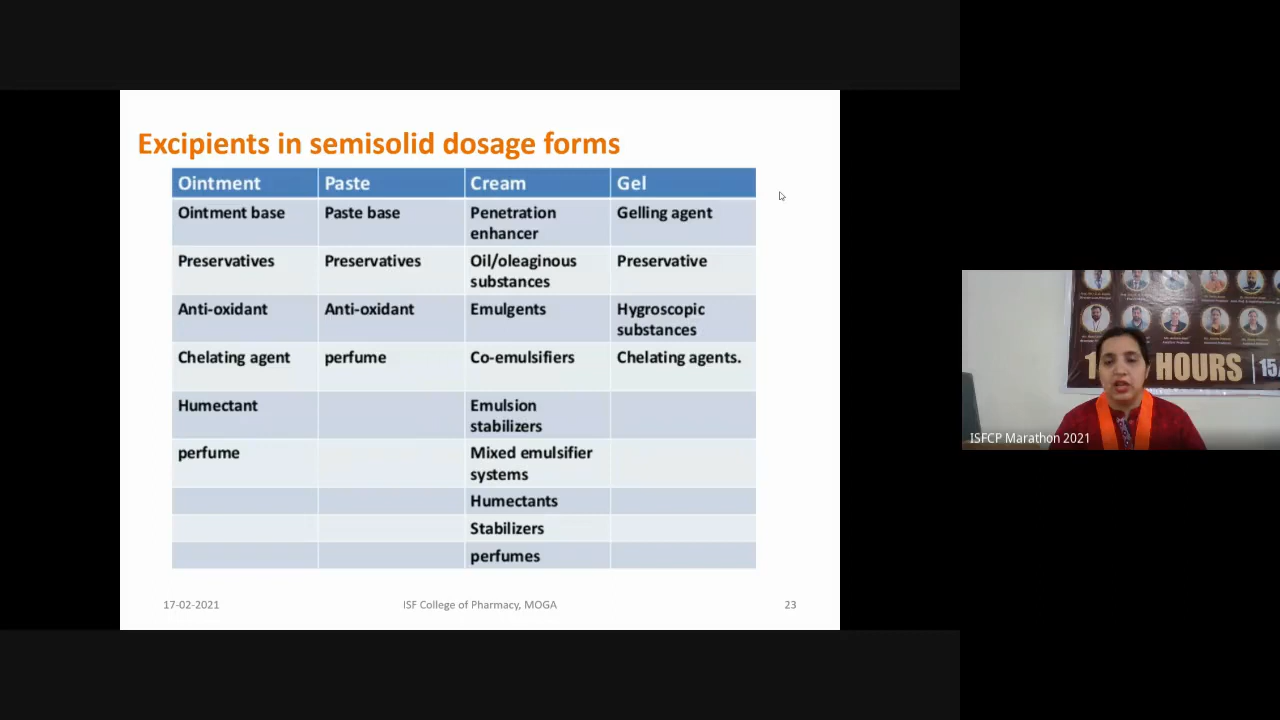 Excipients in semisolid dosage forms
Ointment Paste Cream Gel
Ointment base Paste base Penetration enhancer Gelling agent
Preservatives Preservatives Oil/oleaginous substances Preservative
Anti-oxidant Anti-oxidant Emulgents Hygroscopic substances
Chelating agent perfume Co-emulsifiers Chelating agents.
Humectant Emulsion stabilizers
perfume Mixed emulsifier systems
Humectants
Stabilizers
perfumes
17-02-2021 ISF College of Pharmacy, MOGA 23
HOURS 15
ISFCP Marathon 2021